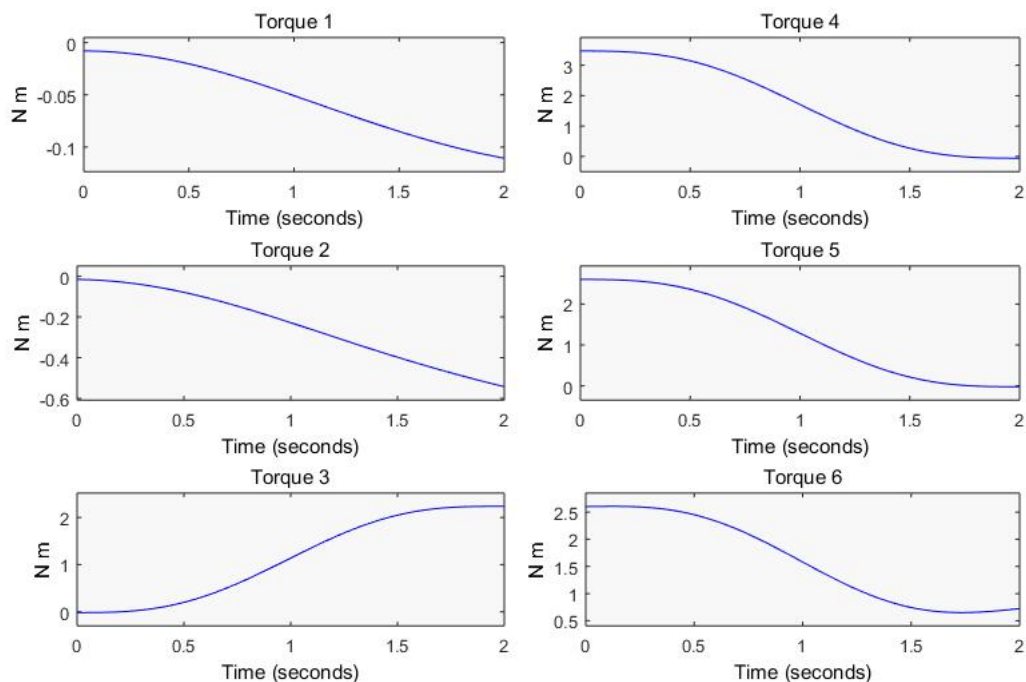 Torque 1
N m
0
-0.05
-0.1
0 0.5 1 1.5 2
Time (seconds)
Torque 4
N m
3
2
1
0
0 0.5 1 1.5 2
Time (seconds)
Torque 2
N m
0
-0.2
-0.4
-0.6
0 0.5 1 1.5 2
Time (seconds)
Torque 5
N m
2
1
0
0 0.5 1 1.5 2
Time (seconds)
Torque 3
N m
2
1
0
0 0.5 1 1.5 2
Time (seconds)
Torque 6
N m
2.5
2
1.5
1
0.5
0 0.5 1 1.5 2
Time (seconds)